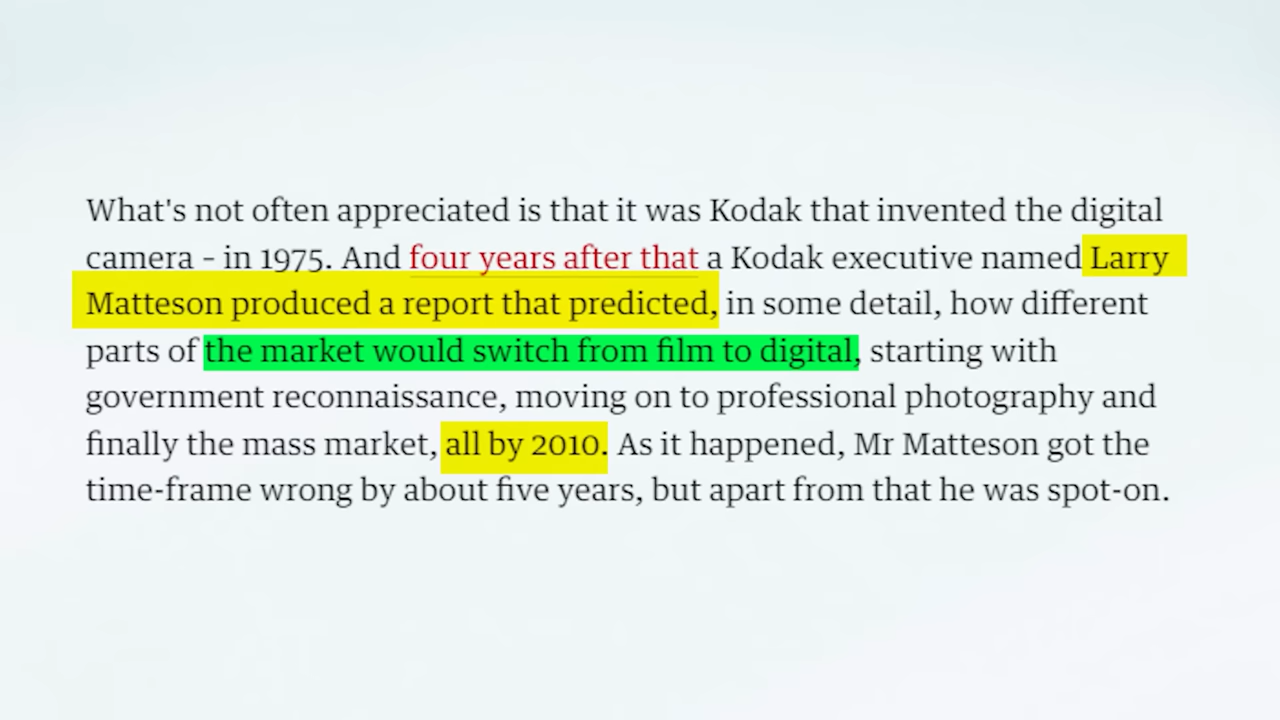 What's not often appreciated is that it was Kodak that invented the digital
camera – in 1975. And four years after that a Kodak executive named Larry
Matteson produced a report that predicted, in some detail, how different
parts of the market would switch from film to digital, starting with
government reconnaissance, moving on to professional photography and
finally the mass market, all by 2010. As it happened, Mr Matteson got the
time-frame wrong by about five years, but apart from that he was spot-on.